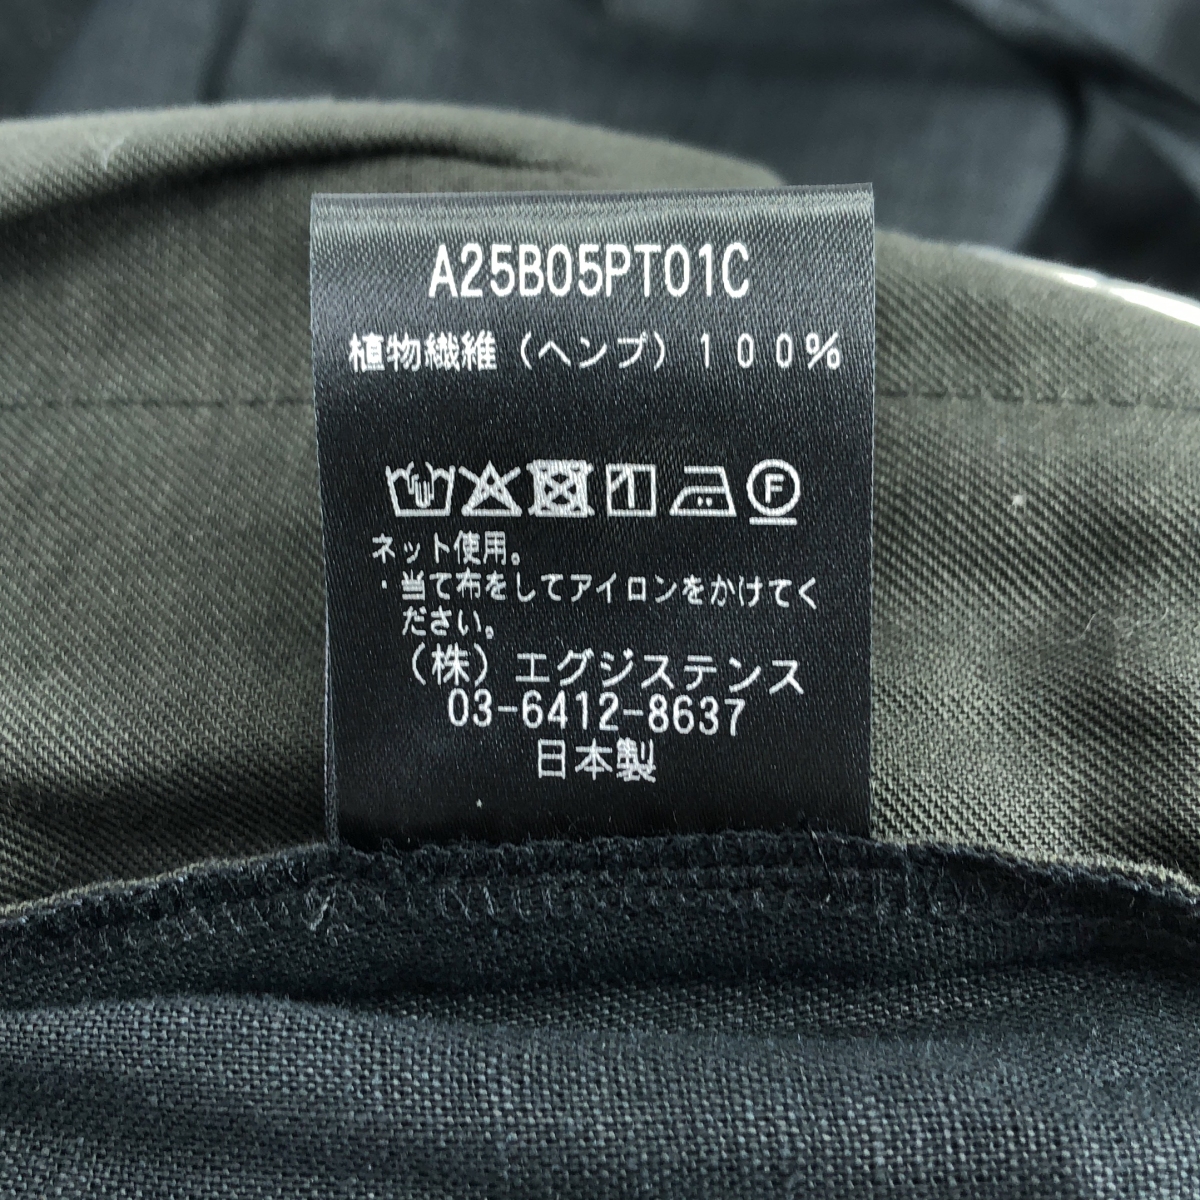 A25B05PT01C
植物繊維（ヘンプ）１００％
F
ネット使用。
・当て布をしてアイロンをかけてく
ださい。
（株）エグジステンス
03-6412-8637
日本製